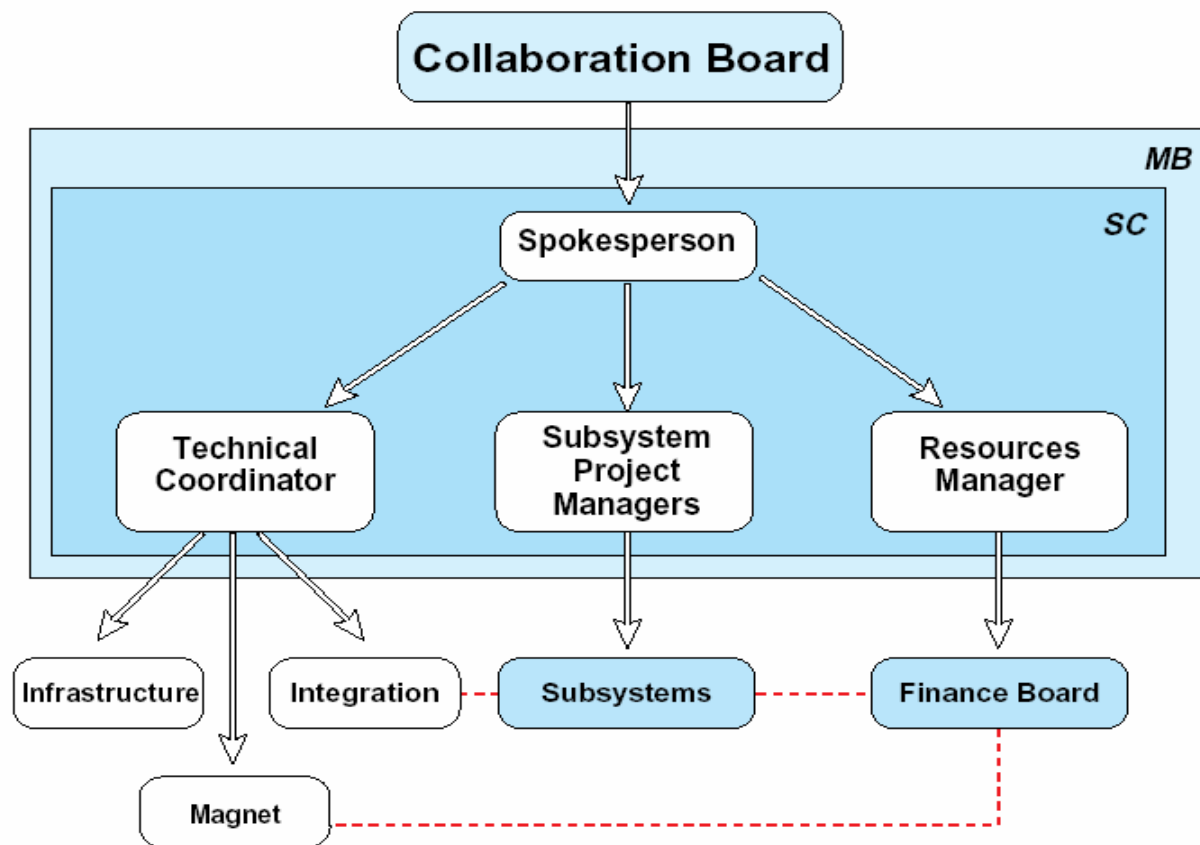 Collaboration Board
MB
SC
Spokesperson
Technical
Coordinator
Subsystem
Project
Managers
Resources
Manager
Infrastructure
Integration
Subsystems
Finance Board
Magnet